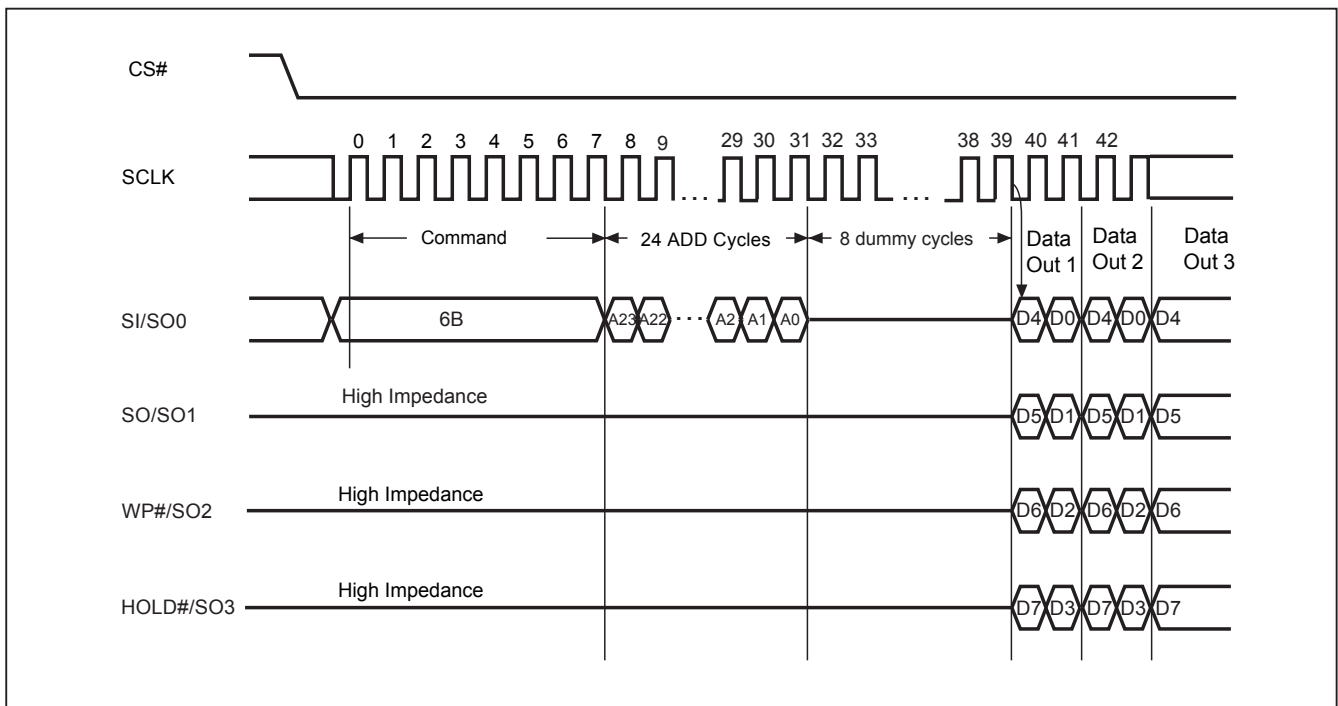 CS#
0 1 2 3 4 5 6 7 8 9 29 30 31 32 33 38 39 40 41 42
SCLK
. . . . . .
Command 24 ADD Cycles 8 dummy cycles Data Out 1 Data Out 2 Data Out 3
SI/SO0 6B A23 A22 . . . A2 A1 A0 D4 D0 D4 D0 D4
High Impedance
SO/SO1 D5 D1 D5 D1 D5
High Impedance
WP#/SO2 D6 D2 D6 D2 D6
High Impedance
HOLD#/SO3 D7 D3 D7 D3 D7